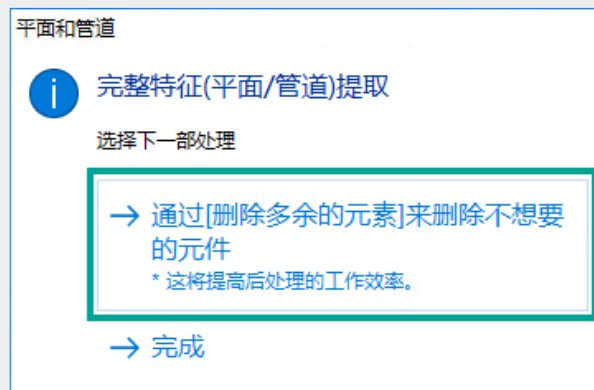 平面和管道
完整特征(平面/管道)提取
选择下一部处理
→ 通过[删除多余的元素]来删除不想要
的元件
* 这将提高后处理的工作效率。
→ 完成